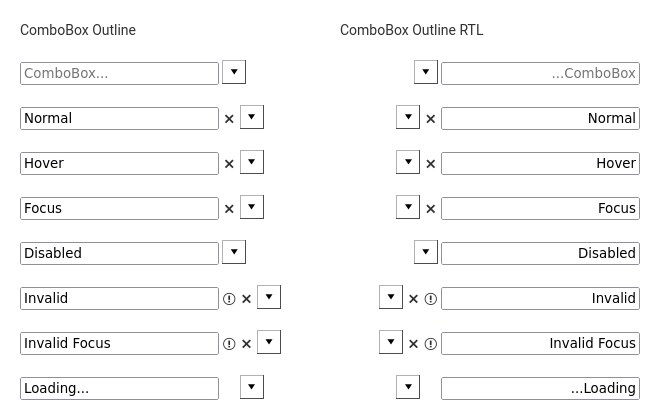 ComboBox Outline
ComboBox Outline RTL
ComboBox...
...ComboBox
Normal
Normal
Hover
Hover
Focus
Focus
Disabled
Disabled
Invalid
Invalid
Invalid Focus
Invalid Focus
Loading...
...Loading